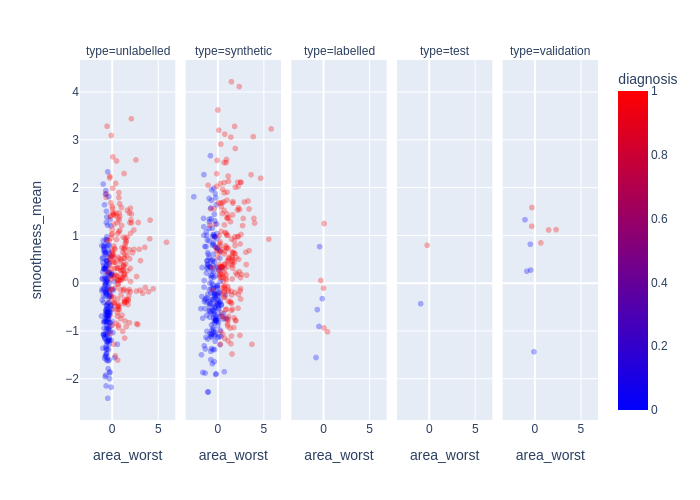 type=unlabelled type=synthetic type=labelled type=test type=validation
diagnosis
smoothness_mean
4
3
2
1
0
−1
−2
1
0.8
0.6
0.4
0.2
0
0 5 0 5 0 5 0 5 0 5
area_worst area_worst area_worst area_worst area_worst